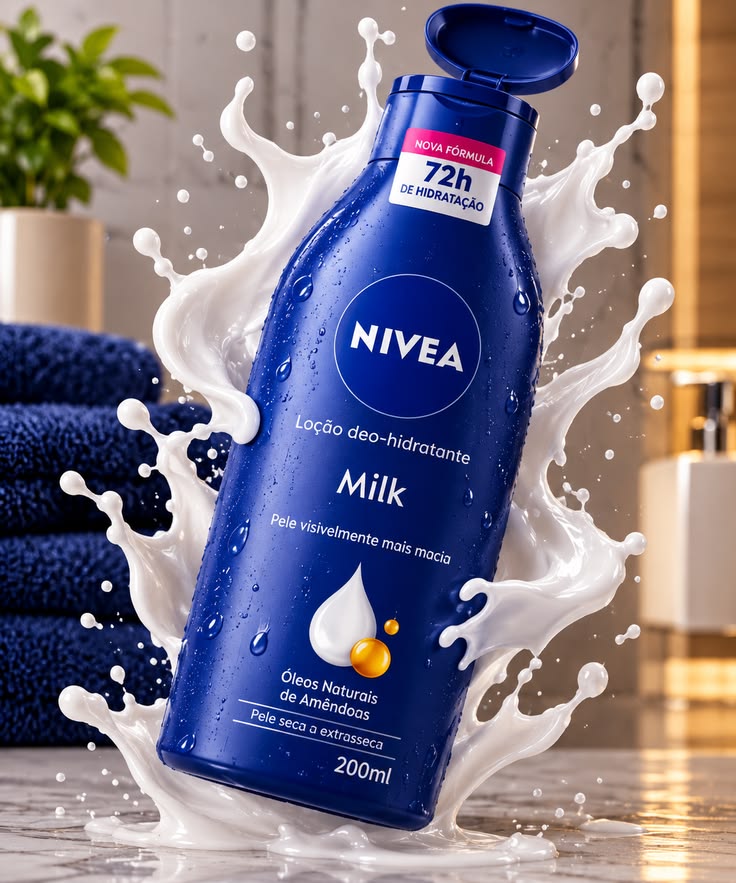 NOVA FÓRMULA
72h
DE HIDRATAÇÃO
NIVEA
Loção deo-hidratante
Milk
Pele visivelmente mais macia
Óleos Naturais
de Amêndoas
Pele seca a extrasseca
200ml